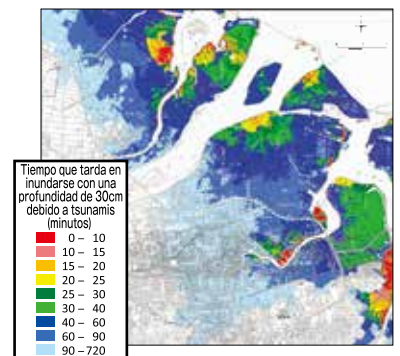 Tiempo que tarda en
inundarse con una
profundidad de 30cm
debido a tsunamis
(minutos)
0 – 10
10 – 15
15 – 20
20 – 25
25 – 30
30 – 40
40 – 60
60 – 90
90 – 720